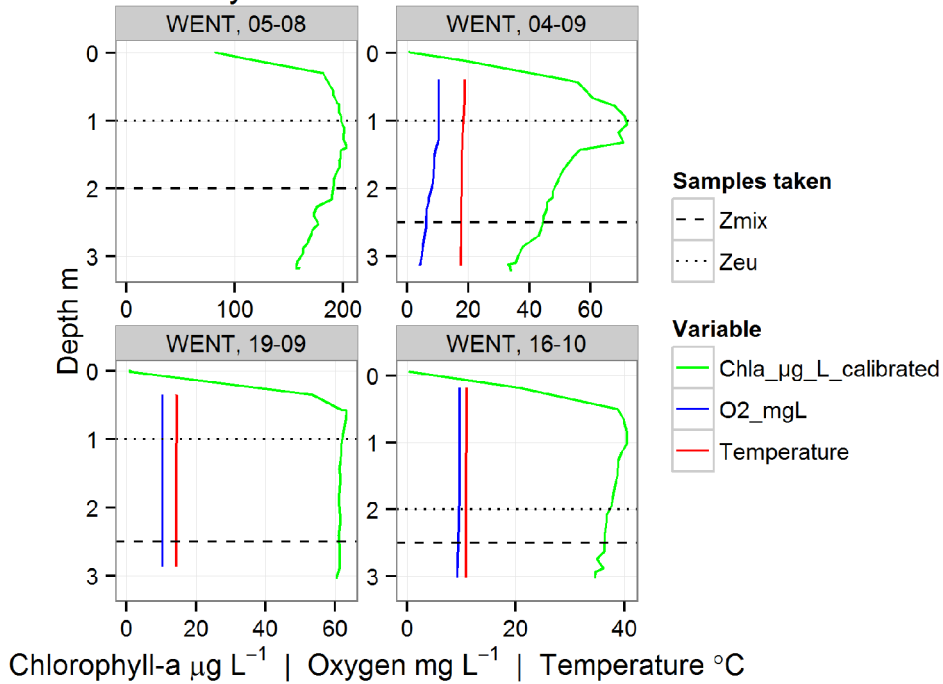 WENT, 05-08
WENT, 04-09
0
1
2
3
0
1
2
3
0
100
200
0
20
40
60
Depth m
WENT, 19-09
WENT, 16-10
0
1
2
3
0
1
2
3
0
20
40
60
0
20
40
Chlorophyll-a μg L⁻¹ | Oxygen mg L⁻¹ | Temperature °C
Samples taken
Zmix
Zeu
Variable
Chla_μg_L_calibrated
O2_mgL
Temperature